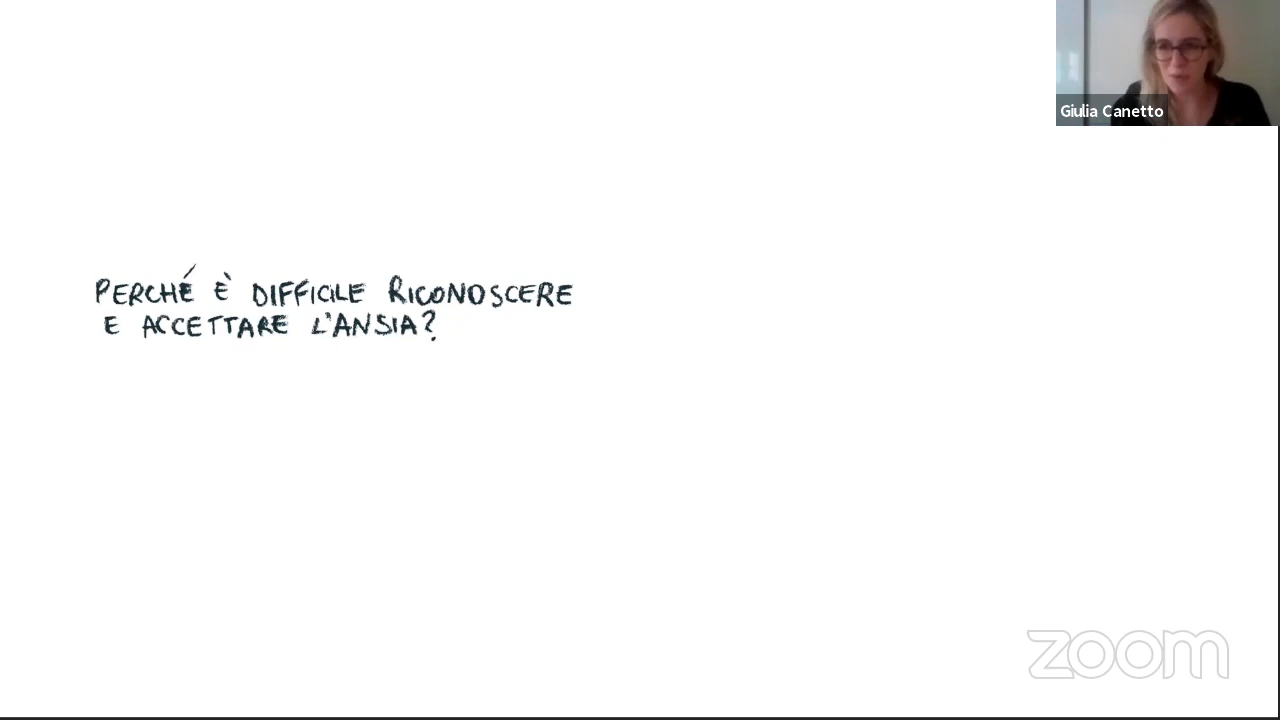 Giulia Canetto
PERCHÉ È DIFFICILE RICONOSCERE
E ACCETTARE L'ANSIA?
zoom